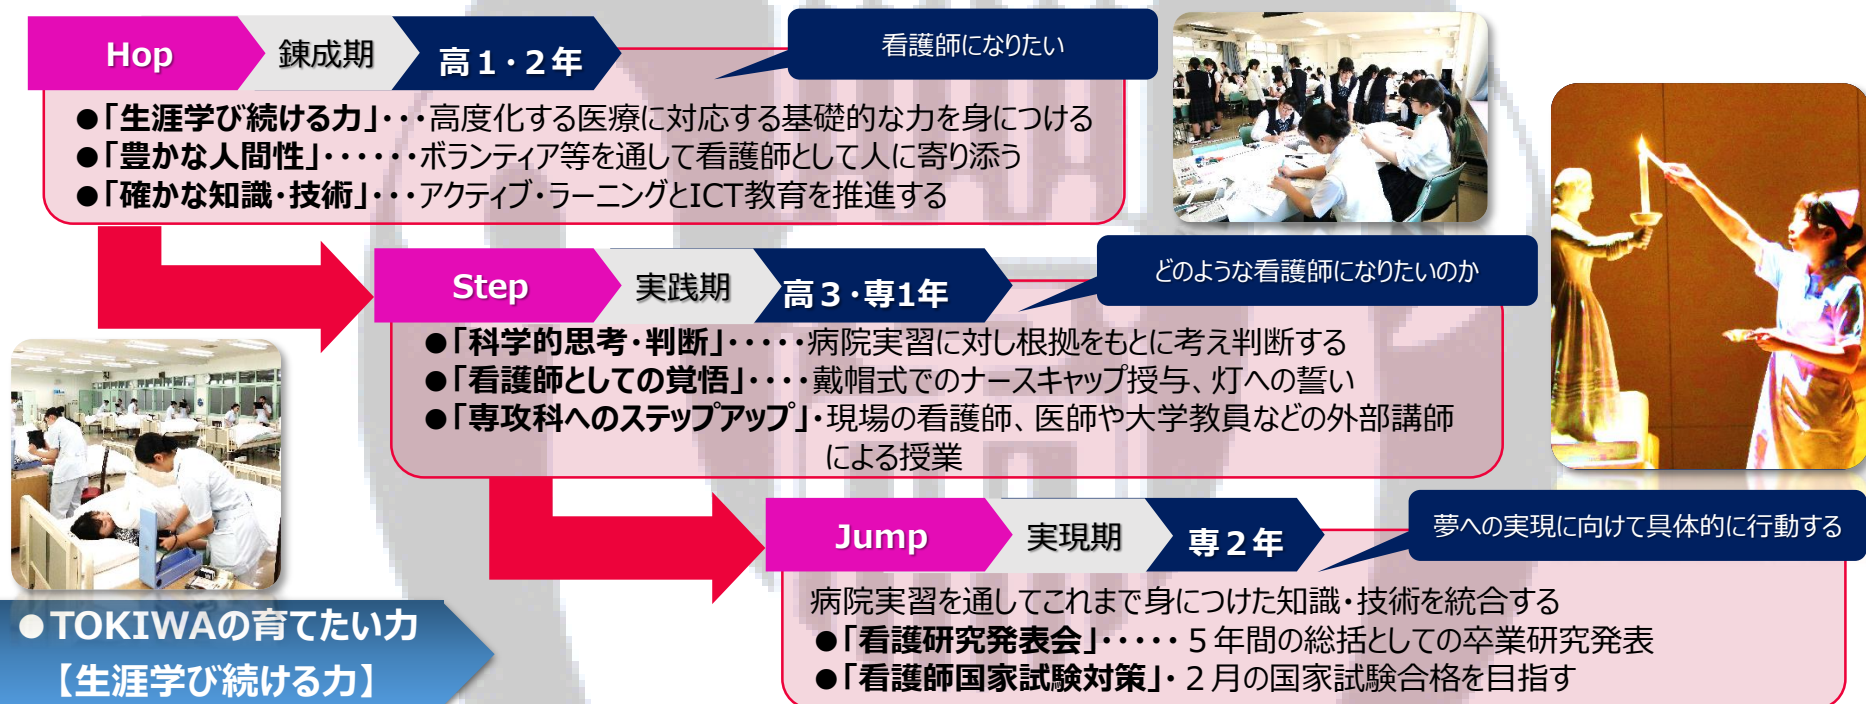 Hop 錬成期 高１・２年
看護師になりたい
●「生涯学び続ける力」・・・高度化する医療に対応する基礎的な力を身につける
●「豊かな人間性」・・・・・・ボランティア等を通して看護師として人に寄り添う
●「確かな知識・技術」・・・アクティブ・ラーニングとICT教育を推進する
Step 実践期 高３・専1年
どのような看護師になりたいのか
●「科学的思考・判断」・・・・・病院実習に対し根拠をもとに考え判断する
●「看護師としての覚悟」・・・・戴帽式でのナースキャップ授与、灯への誓い
●「専攻科へのステップアップ」・現場の看護師、医師や大学教員などの外部講師
による授業
Jump 実現期 専２年
夢への実現に向けて具体的に行動する
病院実習を通してこれまで身につけた知識・技術を統合する
●「看護研究発表会」・・・・・５年間の総括としての卒業研究発表
●「看護師国家試験対策」・２月の国家試験合格を目指す
●TOKIWAの育てたい力
【生涯学び続ける力】